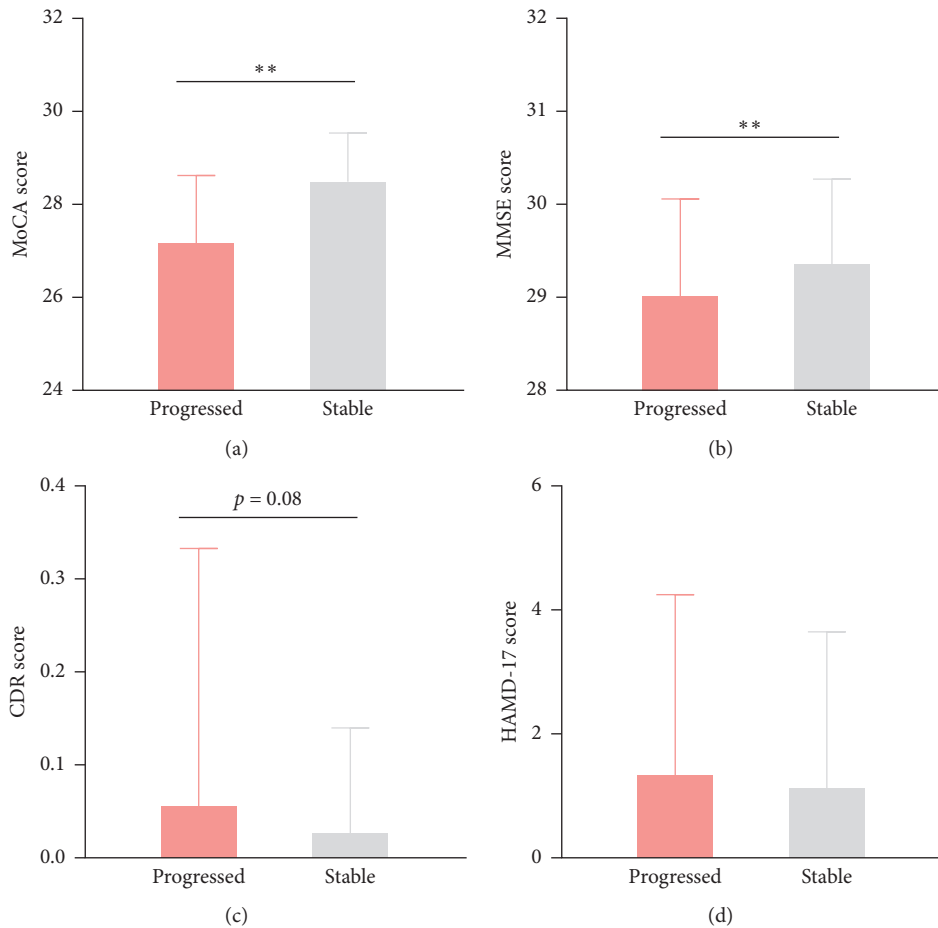 32
30
28
26
24
MoCA score
**
Progressed
Stable
(a)
32
31
30
29
28
MMSE score
**
Progressed
Stable
(b)
0.4
0.3
0.2
0.1
0.0
CDR score
p = 0.08
Progressed
Stable
(c)
6
4
2
0
HAMD-17 score
Progressed
Stable
(d)